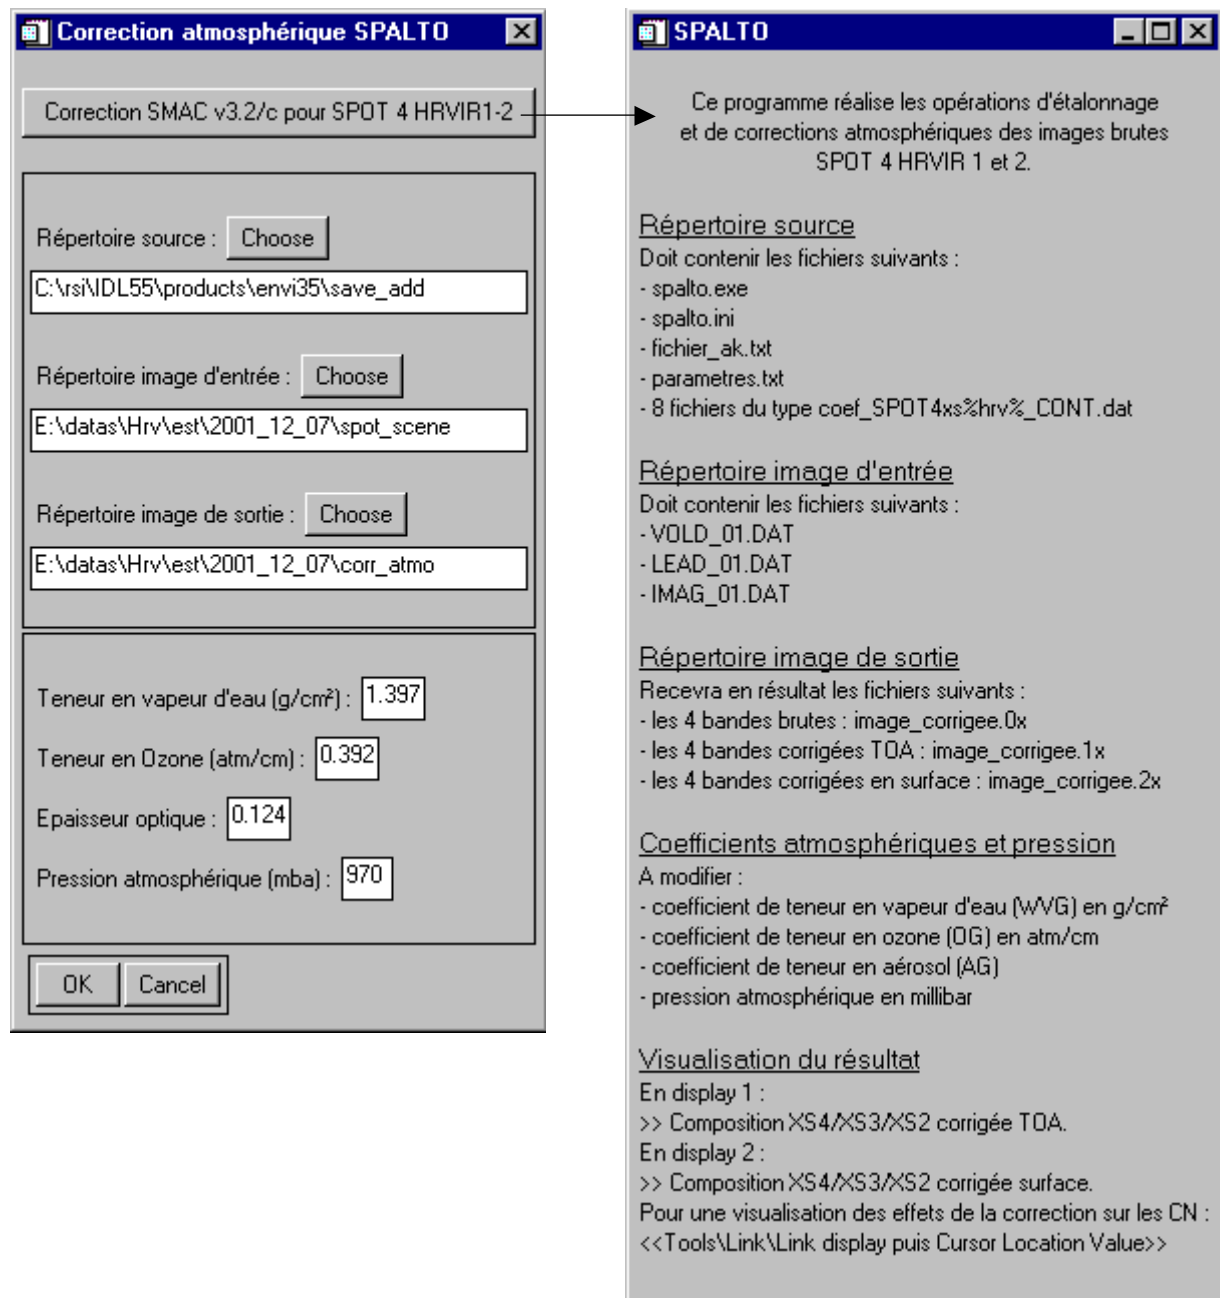 Correction atmosphérique SPALTO
Correction SMAC v3.2/c pour SPOT 4 HRVIR1-2
Répertoire source : Choose
C:\rsi\IDL55\products\envi35\save_add
Répertoire image d'entrée : Choose
E:\datas\Hrv\est\2001_12_07\spot_scene
Répertoire image de sortie : Choose
E:\datas\Hrv\est\2001_12_07\corr_atmo
Teneur en vapeur d'eau (g/cm²) : 1.397
Teneur en Ozone (atm/cm) : 0.392
Epaisseur optique : 0.124
Pression atmosphérique (mba) : 970
OK Cancel
SPALTO
Ce programme réalise les opérations d'étalonnage
et de corrections atmosphériques des images brutes
SPOT 4 HRVIR 1 et 2.
Répertoire source
Doit contenir les fichiers suivants :
- spalto.exe
- spalto.ini
- fichier_ak.txt
- parametres.txt
- 8 fichiers du type coef_SPOT4xs%hrv%_CONT.dat
Répertoire image d'entrée
Doit contenir les fichiers suivants :
- VOLD_01.DAT
- LEAD_01.DAT
- IMAG_01.DAT
Répertoire image de sortie
Recevra en résultat les fichiers suivants :
- les 4 bandes brutes : image_corrigee.0x
- les 4 bandes corrigées TOA : image_corrigee.1x
- les 4 bandes corrigées en surface : image_corrigee.2x
Coefficients atmosphériques et pression
A modifier :
- coefficient de teneur en vapeur d'eau (WVG) en g/cm²
- coefficient de teneur en ozone (OG) en atm/cm
- coefficient de teneur en aérosol (AG)
- pression atmosphérique en millibar
Visualisation du résultat
En display 1 :
>> Composition XS4/XS3/XS2 corrigée TOA.
En display 2 :
>> Composition XS4/XS3/XS2 corrigée surface.
Pour une visualisation des effets de la correction sur les CN :
<<Tools\Link\Link display puis Cursor Location Value>>